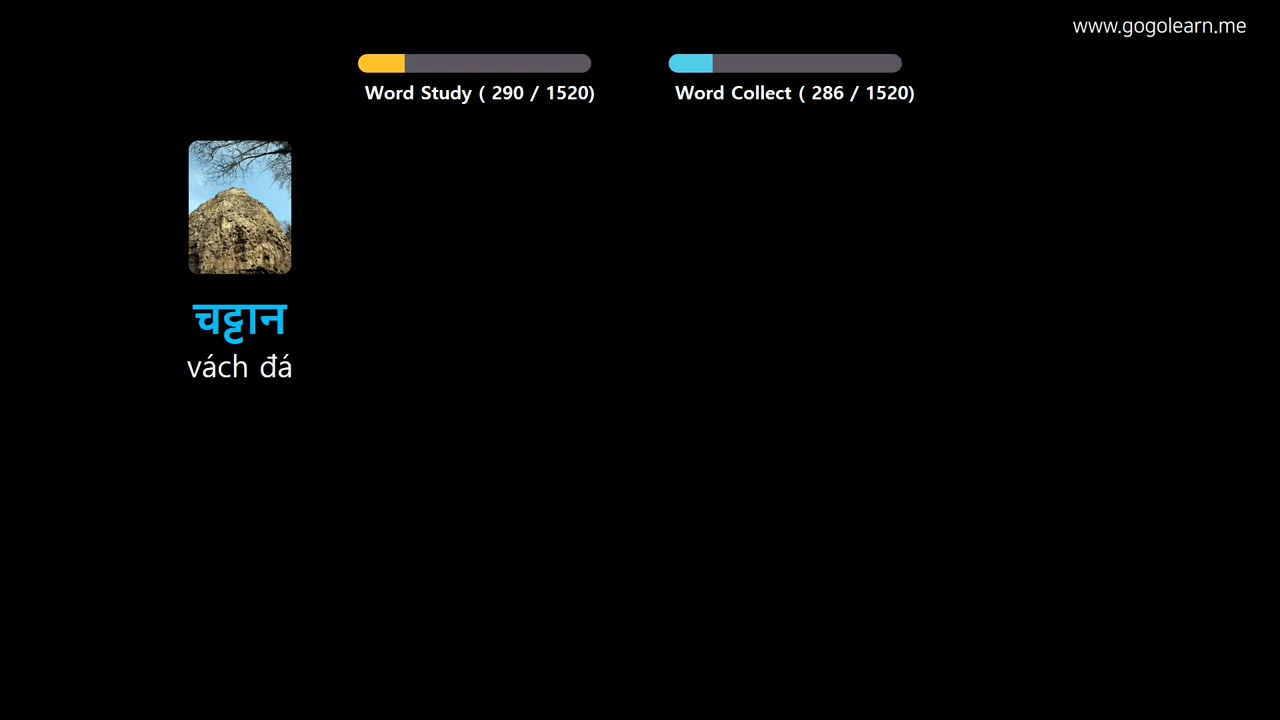 www.gogolearn.me
Word Study ( 290 / 1520)
Word Collect ( 286 / 1520)
चट्टान
vách đá